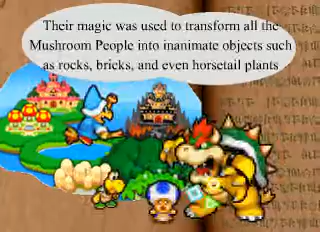 Their magic was used to transform all the
Mushroom People into inanimate objects such
as rocks, bricks, and even horsetail plants